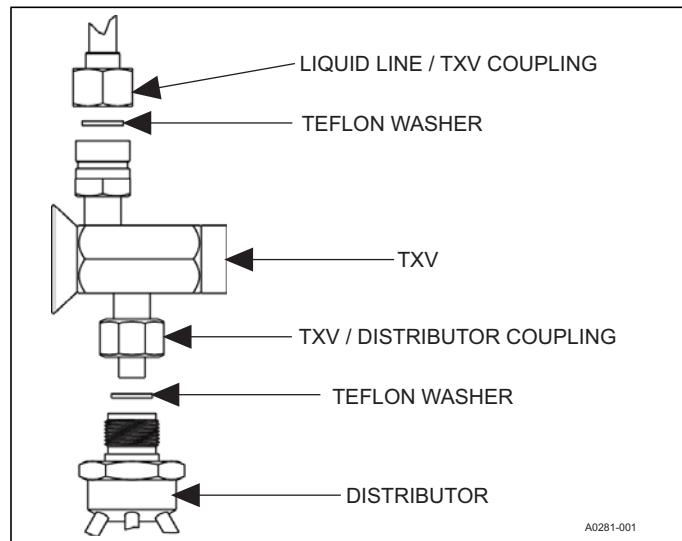 LIQUID LINE / TXV COUPLING
TEFLON WASHER
TXV
TXV / DISTRIBUTOR COUPLING
TEFLON WASHER
DISTRIBUTOR
A0281-001